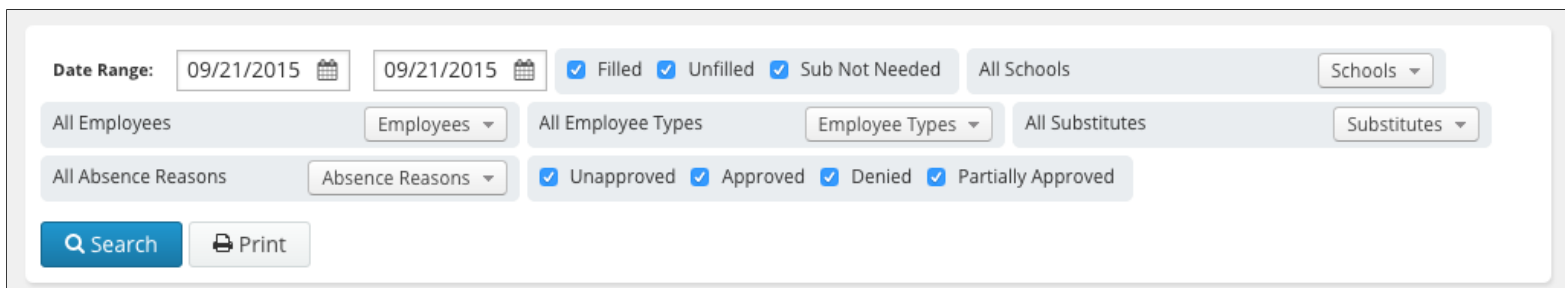 Date Range: 09/21/2015 09/21/2015 Filled Unfilled Sub Not Needed All Schools Schools
All Employees Employees All Employee Types Employee Types All Substitutes Substitutes
All Absence Reasons Absence Reasons Unapproved Approved Denied Partially Approved
Search Print